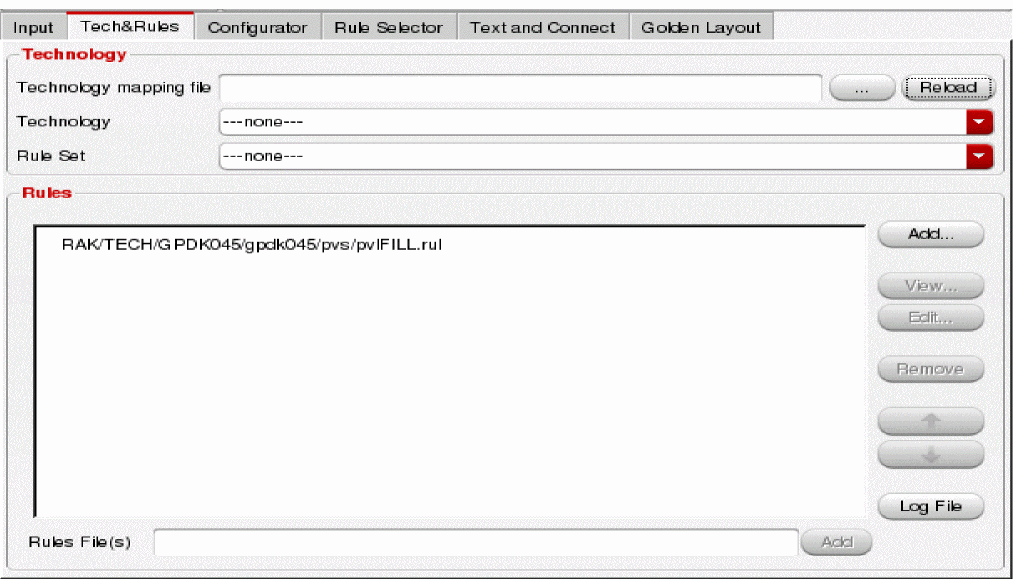 Input Tech&Rules Configurator Rule Selector Text and Connect Golden Layout
Technology
Technology mapping file ... Reload
Technology ---none---
Rule Set ---none---
Rules
RAK/TECH/GPDK045/gpdk045/pvs/pvlFILL.rul
Add...
View...
Edit...
Remove
Log File
Rules File(s) Add